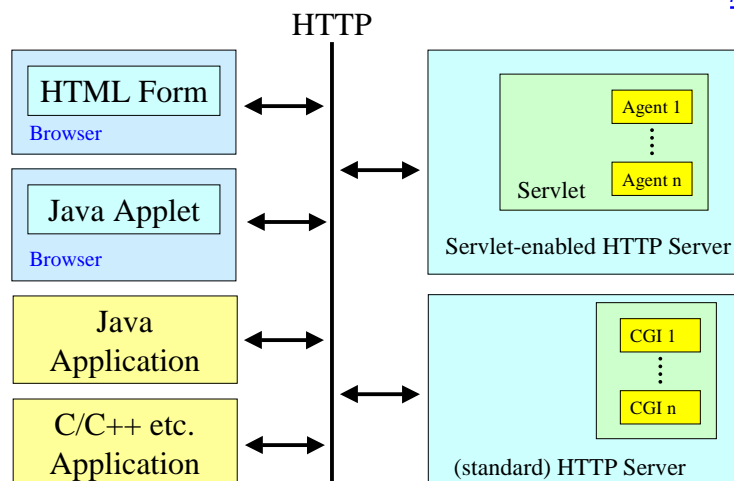 HTTP
HTML Form
Browser
Java Applet
Browser
Java
Application
C/C++ etc.
Application
Agent 1
Agent n
Servlet
Servlet-enabled HTTP Server
CGI 1
CGI n
(standard) HTTP Server